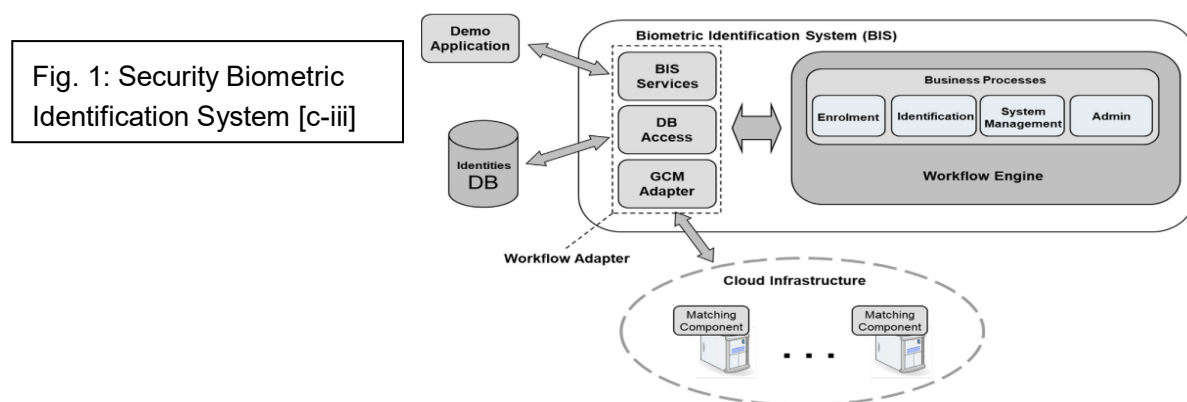 Fig. 1: Security Biometric
Identification System [c-iii]
Demo
Application
Biometric Identification System (BIS)
BIS
Services
Business Processes
Enrolment
Identification
System
Management
Admin
DB
Access
Identities
DB
GCM
Adapter
Workflow Engine
Workflow Adapter
Cloud Infrastructure
Matching
Component
. . .
Matching
Component